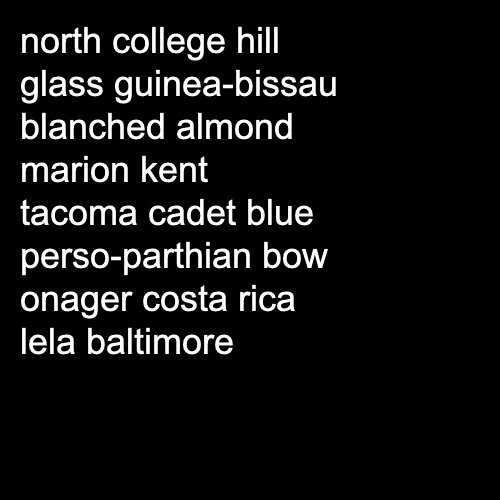 north college hill
glass guinea-bissau
blanched almond
marion kent
tacoma cadet blue
perso-parthian bow
onager costa rica
lela baltimore